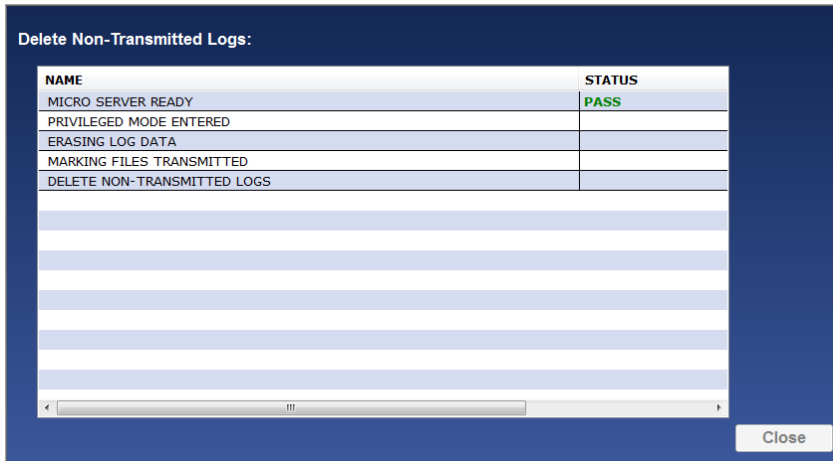 Delete Non-Transmitted Logs:
NAME STATUS
MICRO SERVER READY PASS
PRIVILEGED MODE ENTERED
ERASING LOG DATA
MARKING FILES TRANSMITTED
DELETE NON-TRANSMITTED LOGS
Close